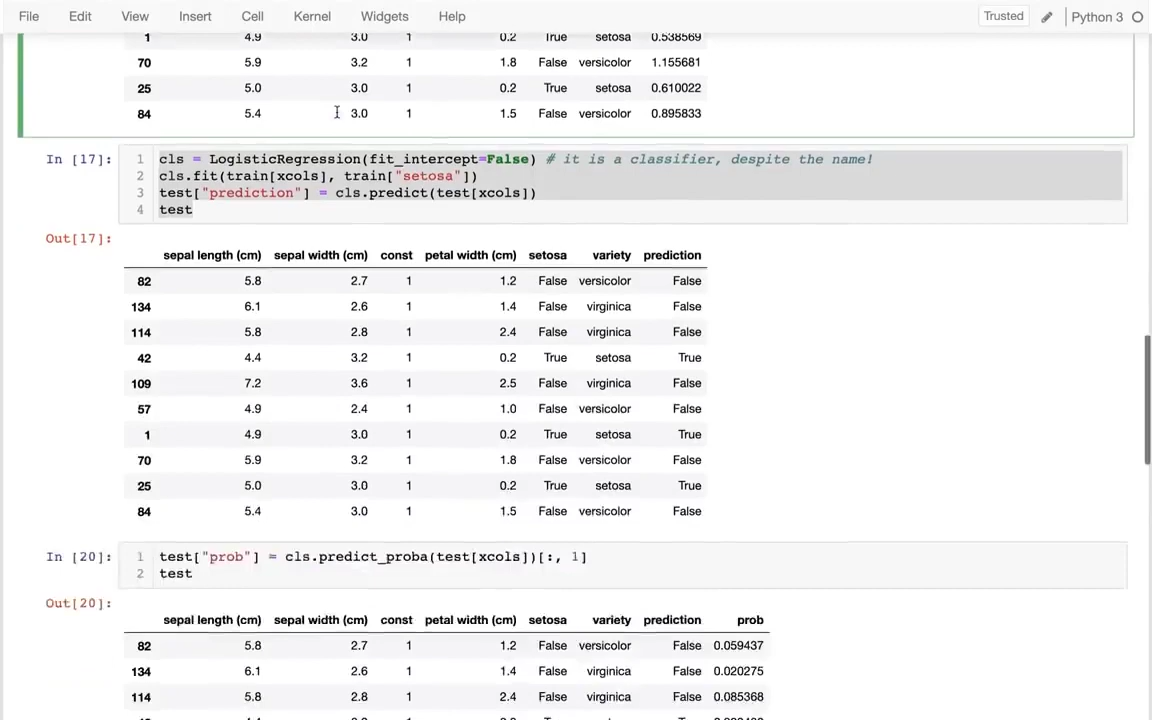 File Edit View Insert Cell Kernel Widgets Help Trusted Python 3
1 4.9 3.0 1 0.2 True setosa 0.538569
70 5.9 3.2 1 1.8 False versicolor 1.155681
25 5.0 3.0 1 0.2 True setosa 0.610022
84 5.4 3.0 1 1.5 False versicolor 0.895833
In [17]: 1 cls = LogisticRegression(fit_intercept=False) # it is a classifier, despite the name!
2 cls.fit(train[xcols], train["setosa"])
3 test["prediction"] = cls.predict(test[xcols])
4 test
Out[17]:
sepal length (cm) sepal width (cm) const petal width (cm) setosa variety prediction
82 5.8 2.7 1 1.2 False versicolor False
134 6.1 2.6 1 1.4 False virginica False
114 5.8 2.8 1 2.4 False virginica False
42 4.4 3.2 1 0.2 True setosa True
109 7.2 3.6 1 2.5 False virginica False
57 4.9 2.4 1 1.0 False versicolor False
1 4.9 3.0 1 0.2 True setosa True
70 5.9 3.2 1 1.8 False versicolor False
25 5.0 3.0 1 0.2 True setosa True
84 5.4 3.0 1 1.5 False versicolor False
In [20]: 1 test["prob"] = cls.predict_proba(test[xcols])[:, 1]
2 test
Out[20]:
sepal length (cm) sepal width (cm) const petal width (cm) setosa variety prediction prob
82 5.8 2.7 1 1.2 False versicolor False 0.059437
134 6.1 2.6 1 1.4 False virginica False 0.020275
114 5.8 2.8 1 2.4 False virginica False 0.085368